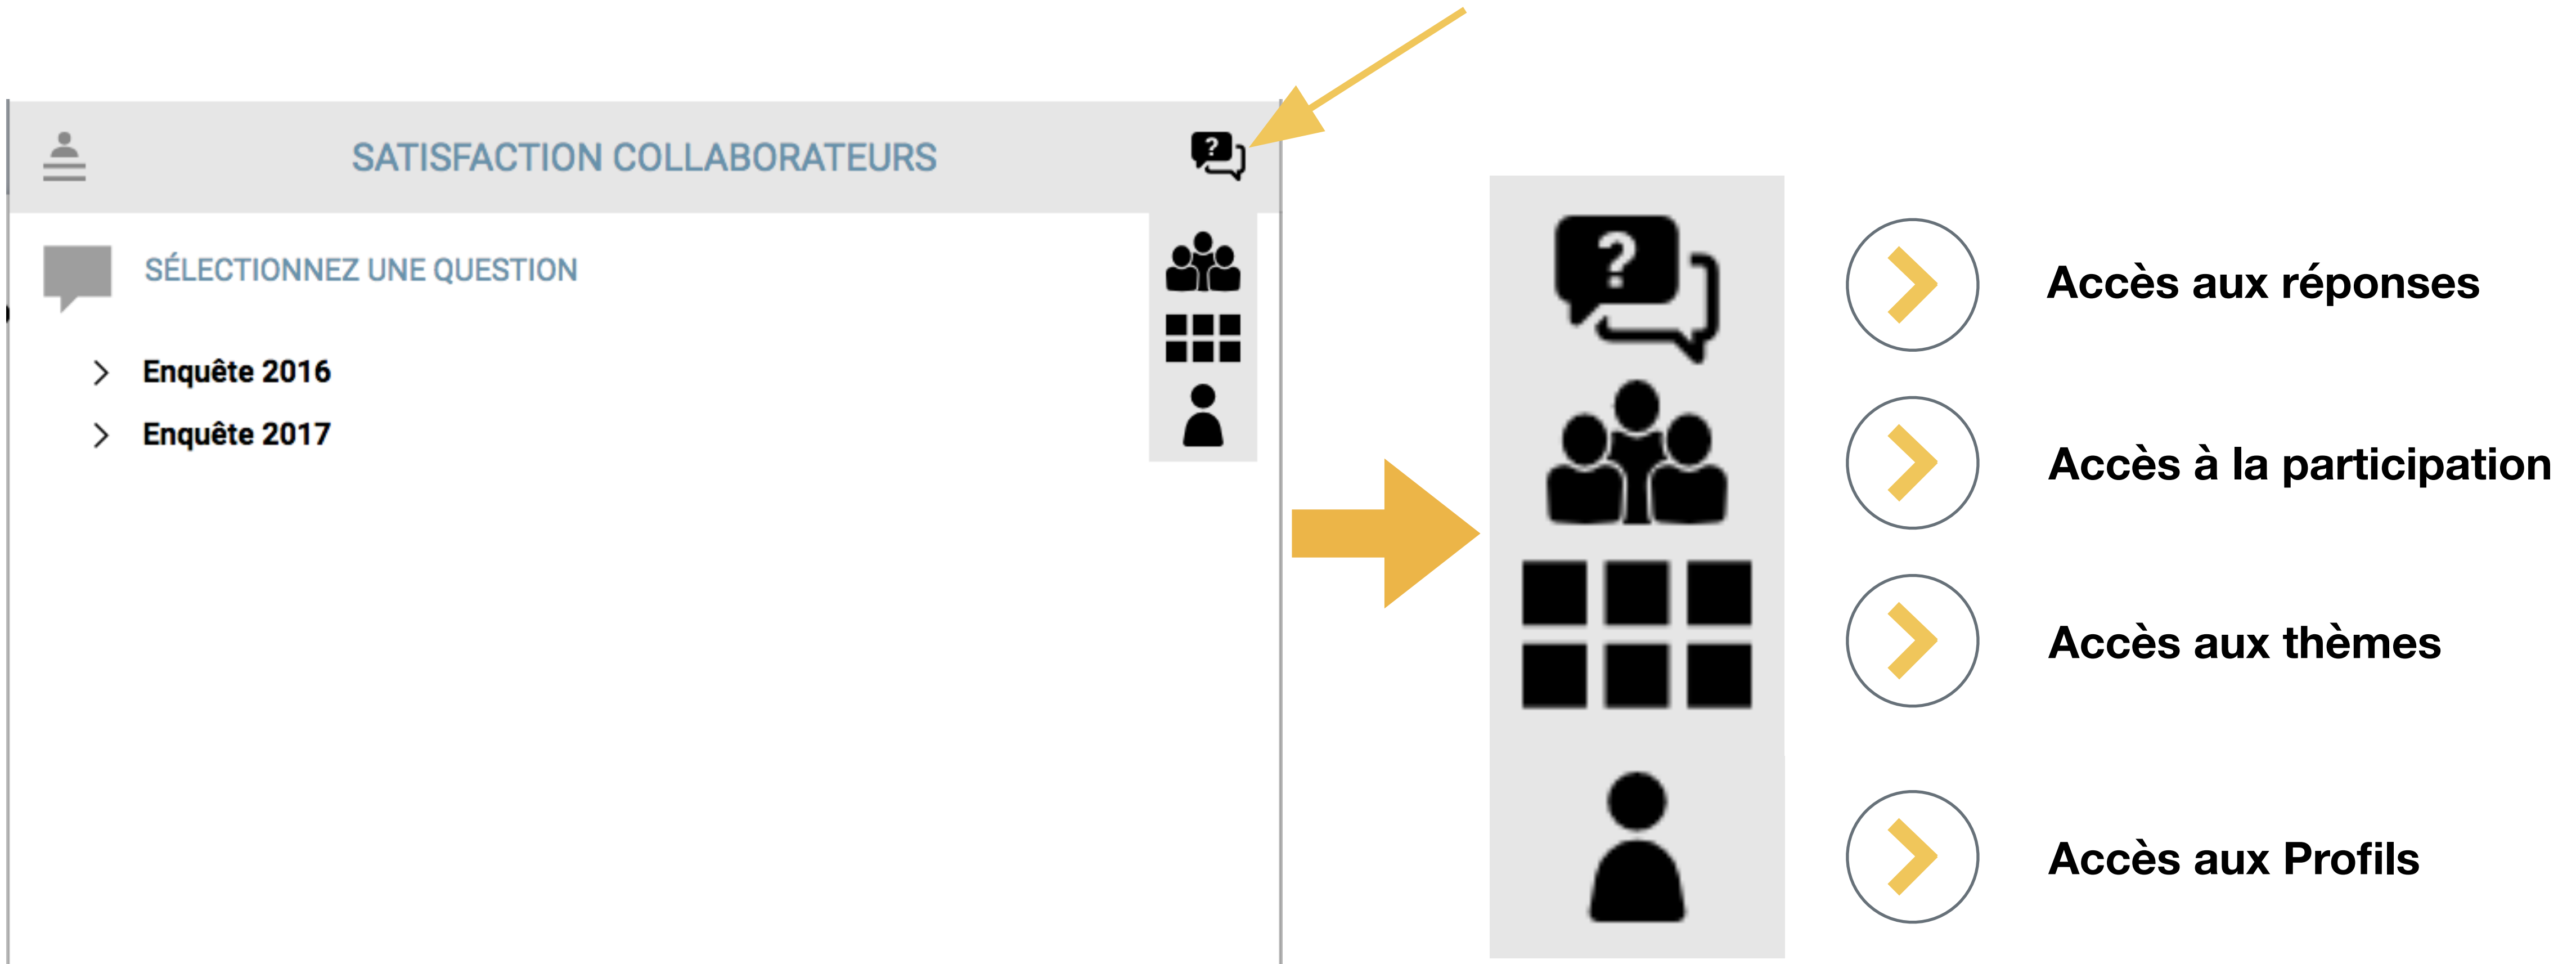 SATISFACTION COLLABORATEURS
?
SÉLECTIONNEZ UNE QUESTION
Enquête 2016
Enquête 2017
?
Accès aux réponses
Accès à la participation
Accès aux thèmes
Accès aux Profils